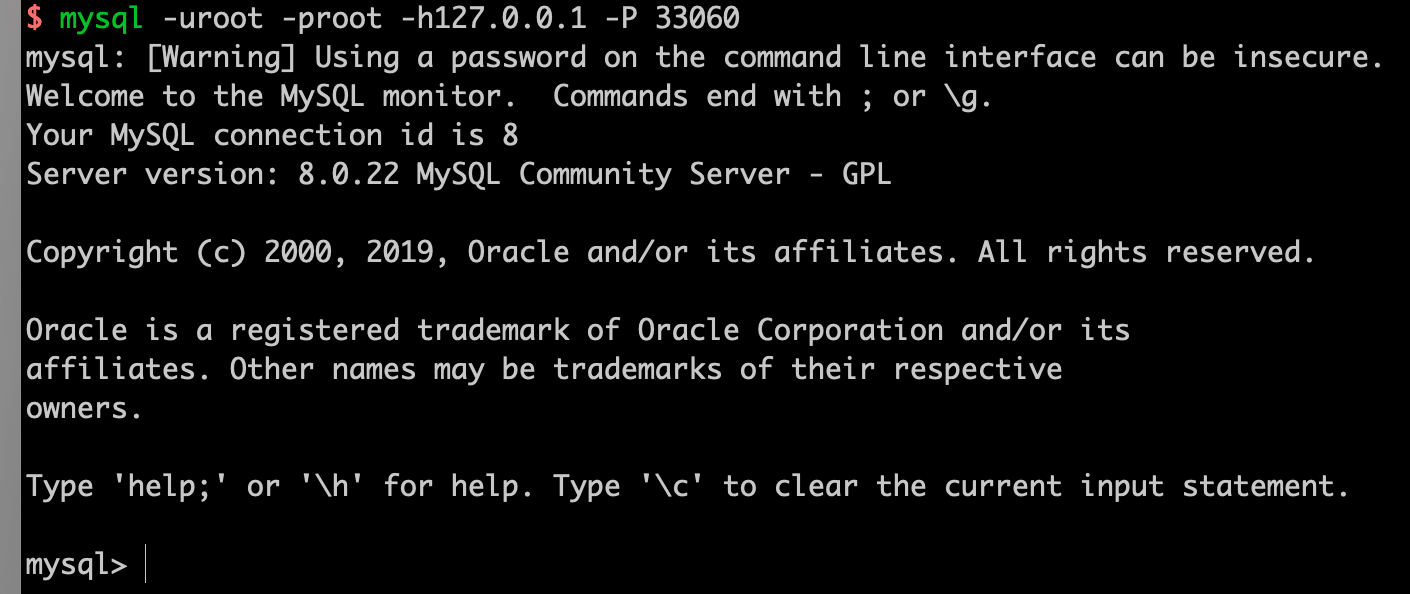 $ mysql -uroot -proot -h127.0.0.1 -P 33060
mysql: [Warning] Using a password on the command line interface can be insecure.
Welcome to the MySQL monitor.  Commands end with ; or \g.
Your MySQL connection id is 8
Server version: 8.0.22 MySQL Community Server - GPL

Copyright (c) 2000, 2019, Oracle and/or its affiliates. All rights reserved.

Oracle is a registered trademark of Oracle Corporation and/or its
affiliates. Other names may be trademarks of their respective
owners.

Type 'help;' or '\h' for help. Type '\c' to clear the current input statement.

mysql>